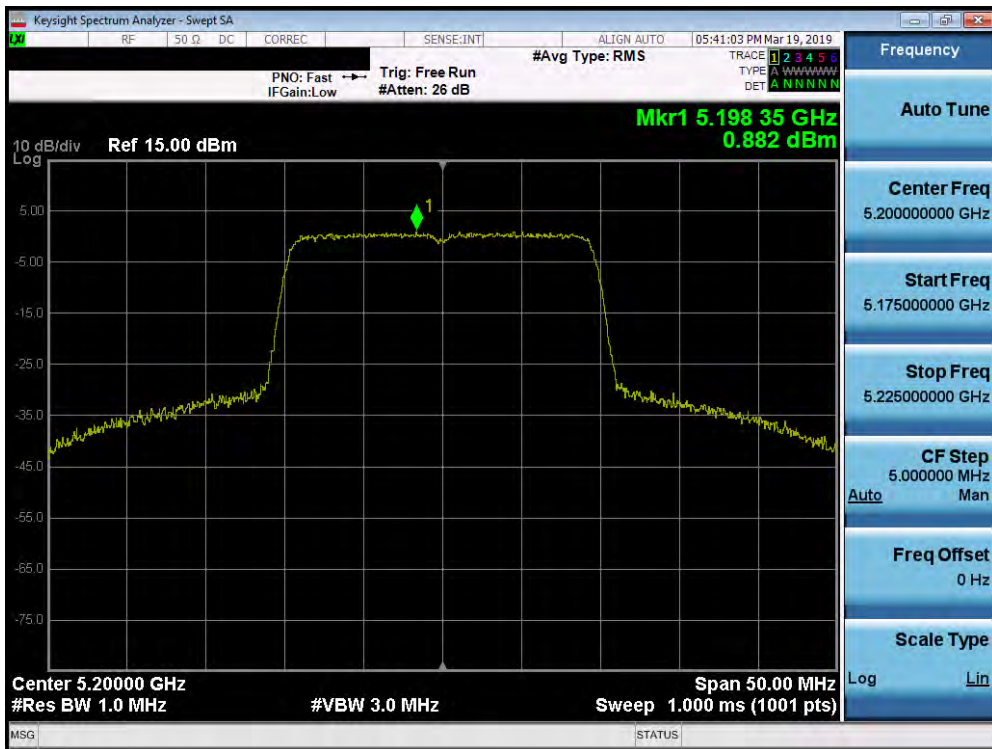 Keysight Spectrum Analyzer - Swept SA
LXI RF 50 Ω DC CORREC SENSE:INT ALIGN AUTO 05:41:03 PM Mar 19, 2019
PNO: Fast Trig: Free Run #Avg Type: RMS TRACE 1 2 3 4 5 6
IFGain:Low #Atten: 26 dB TYPE A WWWWW
DET A N N N N N
Mkr1 5.198 35 GHz
0.882 dBm
10 dB/div Ref 15.00 dBm
Log
1
5.00
-5.00
-15.0
-25.0
-35.0
-45.0
-55.0
-65.0
-75.0
Center 5.20000 GHz Span 50.00 MHz
#Res BW 1.0 MHz #VBW 3.0 MHz Sweep 1.000 ms (1001 pts)
MSG STATUS
Frequency
Auto Tune
Center Freq
5.200000000 GHz
Start Freq
5.175000000 GHz
Stop Freq
5.225000000 GHz
CF Step
5.000000 MHz
Auto Man
Freq Offset
0 Hz
Scale Type
Log Lin